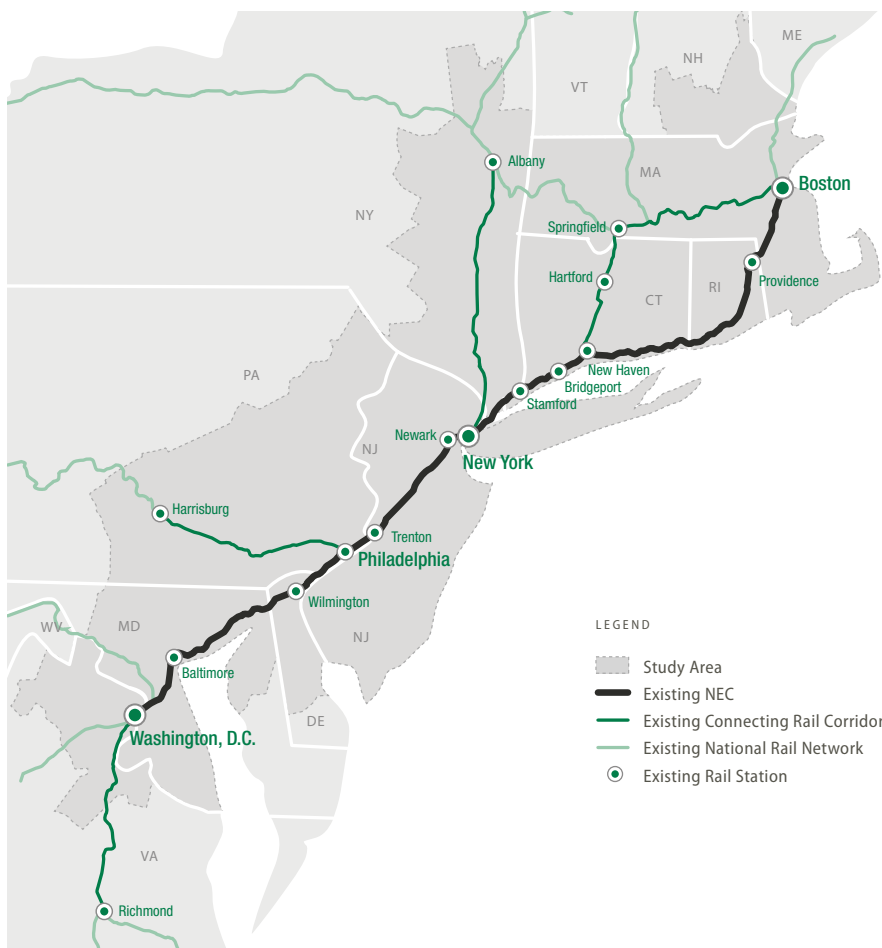 ME
NH
VT
Albany
MA
Boston
NY
Springfield
Hartford
Providence
RI
CT
New Haven
Bridgeport
PA
Stamford
Newark
NJ
New York
Harrisburg
Trenton
Philadelphia
Wilmington
WV
MD
NJ
Baltimore
DE
Washington, D.C.
VA
Richmond
LEGEND
Study Area
Existing NEC
Existing Connecting Rail Corridor
Existing National Rail Network
Existing Rail Station